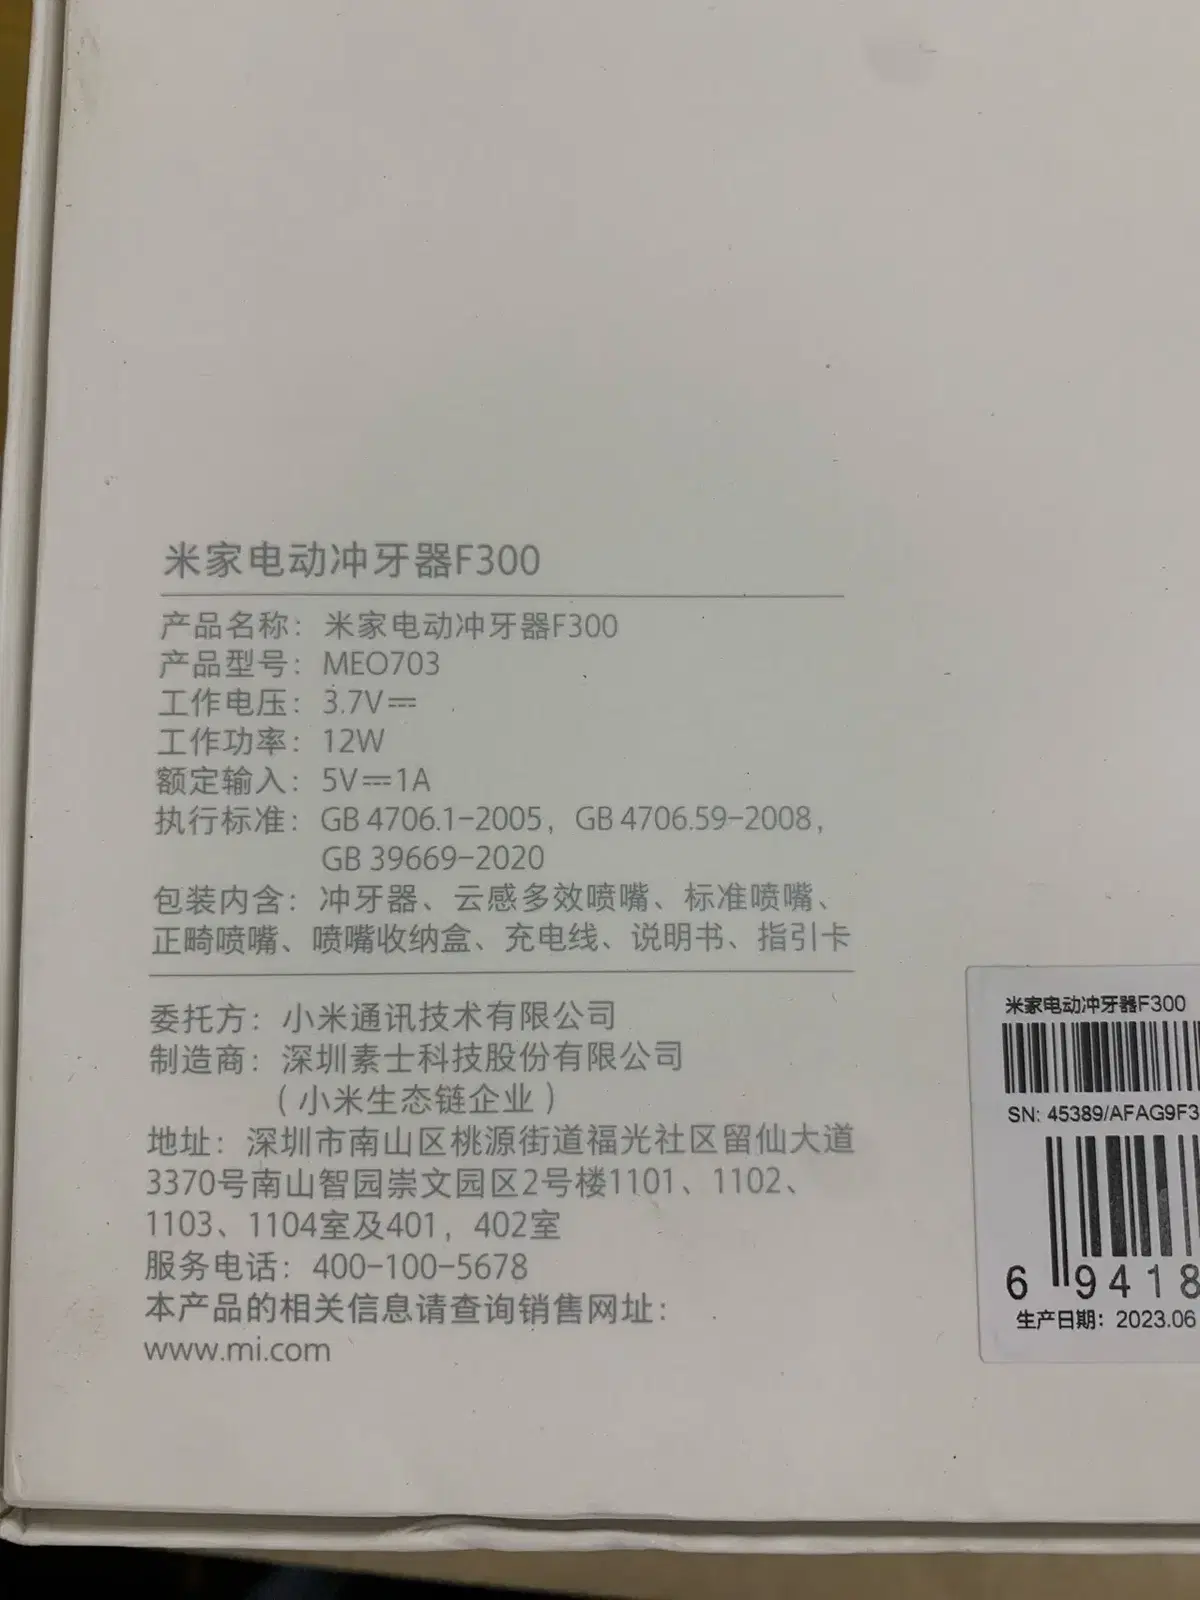 米家电动冲牙器F300
产品名称：米家电动冲牙器F300
产品型号：MEO703
工作电压：3.7V⎓
工作功率：12W
额定输入：5V⎓1A
执行标准：GB 4706.1-2005，GB 4706.59-2008，
GB 39669-2020
包装内含：冲牙器、云感多效喷嘴、标准喷嘴、
正畸喷嘴、喷嘴收纳盒、充电线、说明书、指引卡
委托方：小米通讯技术有限公司
制造商：深圳素士科技股份有限公司
（小米生态链企业）
地址：深圳市南山区桃源街道福光社区留仙大道
3370号南山智园崇文园区2号楼1101、1102、
1103、1104室及401，402室
服务电话：400-100-5678
本产品的相关信息请查询销售网址：
www.mi.com
米家电动冲牙器F300
SN: 45389/AFAG9F3
6 9418
生产日期：2023.06